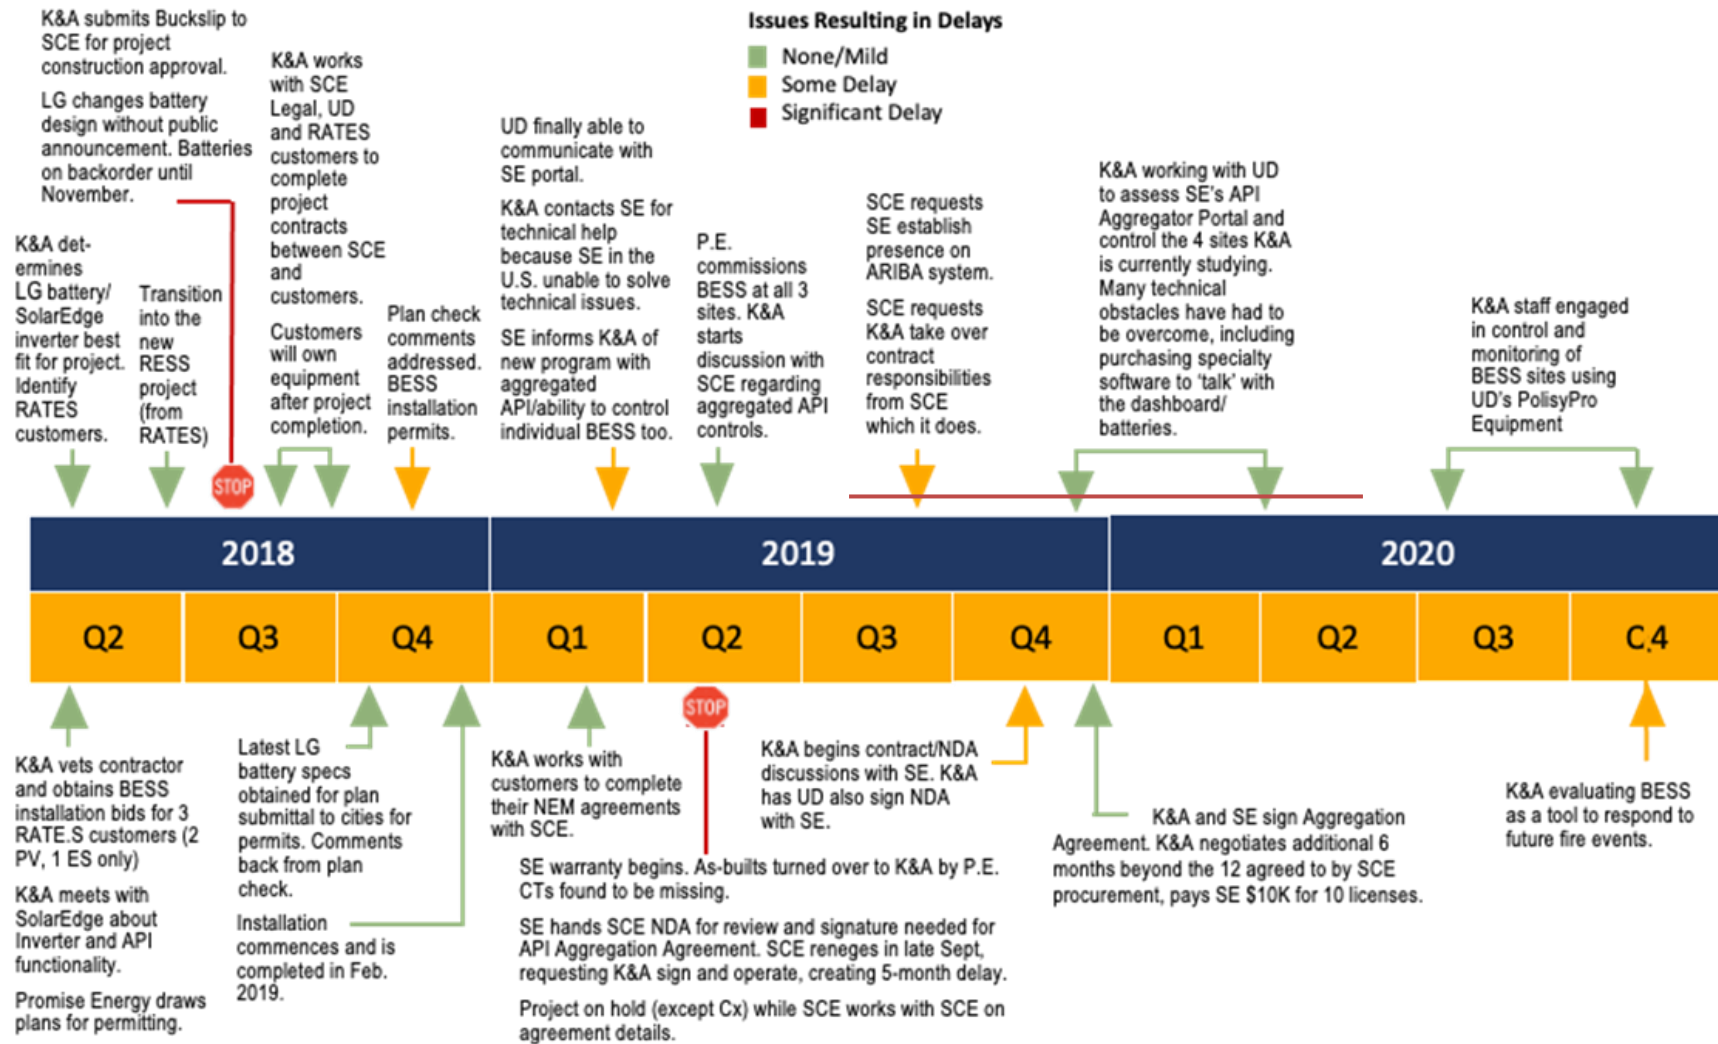 K&A submits Buckslip to
SCE for project
construction approval.
LG changes battery
design without public
announcement. Batteries
on backorder until
November.
K&A det-
ermines
LG battery/
SolarEdge
inverter best
fit for project.
Identify
RATES
customers.
Transition
into the
new
RESS
project
(from
RATES)
STOP
K&A works
with SCE
Legal, UD
and RATES
customers to
complete
project
contracts
between SCE
and
customers.
Customers
will own
equipment
after project
completion.
Plan check
comments
addressed.
BESS
installation
permits.
UD finally able to
communicate with
SE portal.
K&A contacts SE for
technical help
because SE in the
U.S. unable to solve
technical issues.
SE informs K&A of
new program with
aggregated
API/ability to control
individual BESS too.
P.E.
commissions
BESS at all 3
sites. K&A
starts
discussion with
SCE regarding
aggregated API
controls.
Issues Resulting in Delays
None/Mild
Some Delay
Significant Delay
SCE requests
SE establish
presence on
ARIBA system.
SCE requests
K&A take over
contract
responsibilities
from SCE
which it does.
K&A working with UD
to assess SE's API
Aggregator Portal and
control the 4 sites K&A
is currently studying.
Many technical
obstacles have had to
be overcome, including
purchasing specialty
software to 'talk' with
the dashboard/
batteries.
K&A staff engaged
in control and
monitoring of
BESS sites using
UD's PolisyPro
Equipment
2018
2019
2020
Q2
Q3
Q4
Q1
Q2
Q3
Q4
Q1
Q2
Q3
C.4
K&A vets contractor
and obtains BESS
installation bids for 3
RATE.S customers (2
PV, 1 ES only)
K&A meets with
SolarEdge about
Inverter and API
functionality.
Promise Energy draws
plans for permitting.
Latest LG
battery specs
obtained for plan
submittal to cities for
permits. Comments
back from plan
check.
Installation
commences and is
completed in Feb.
2019.
K&A works with
customers to complete
their NEM agreements
with SCE.
STOP
SE warranty begins. As-builts turned over to K&A by P.E.
CTs found to be missing.
SE hands SCE NDA for review and signature needed for
API Aggregation Agreement. SCE reneges in late Sept,
requesting K&A sign and operate, creating 5-month delay.
Project on hold (except Cx) while SCE works with SCE on
agreement details.
K&A begins contract/NDA
discussions with SE. K&A
has UD also sign NDA
with SE.
K&A and SE sign Aggregation
Agreement. K&A negotiates additional 6
months beyond the 12 agreed to by SCE
procurement, pays SE $10K for 10 licenses.
K&A evaluating BESS
as a tool to respond to
future fire events.